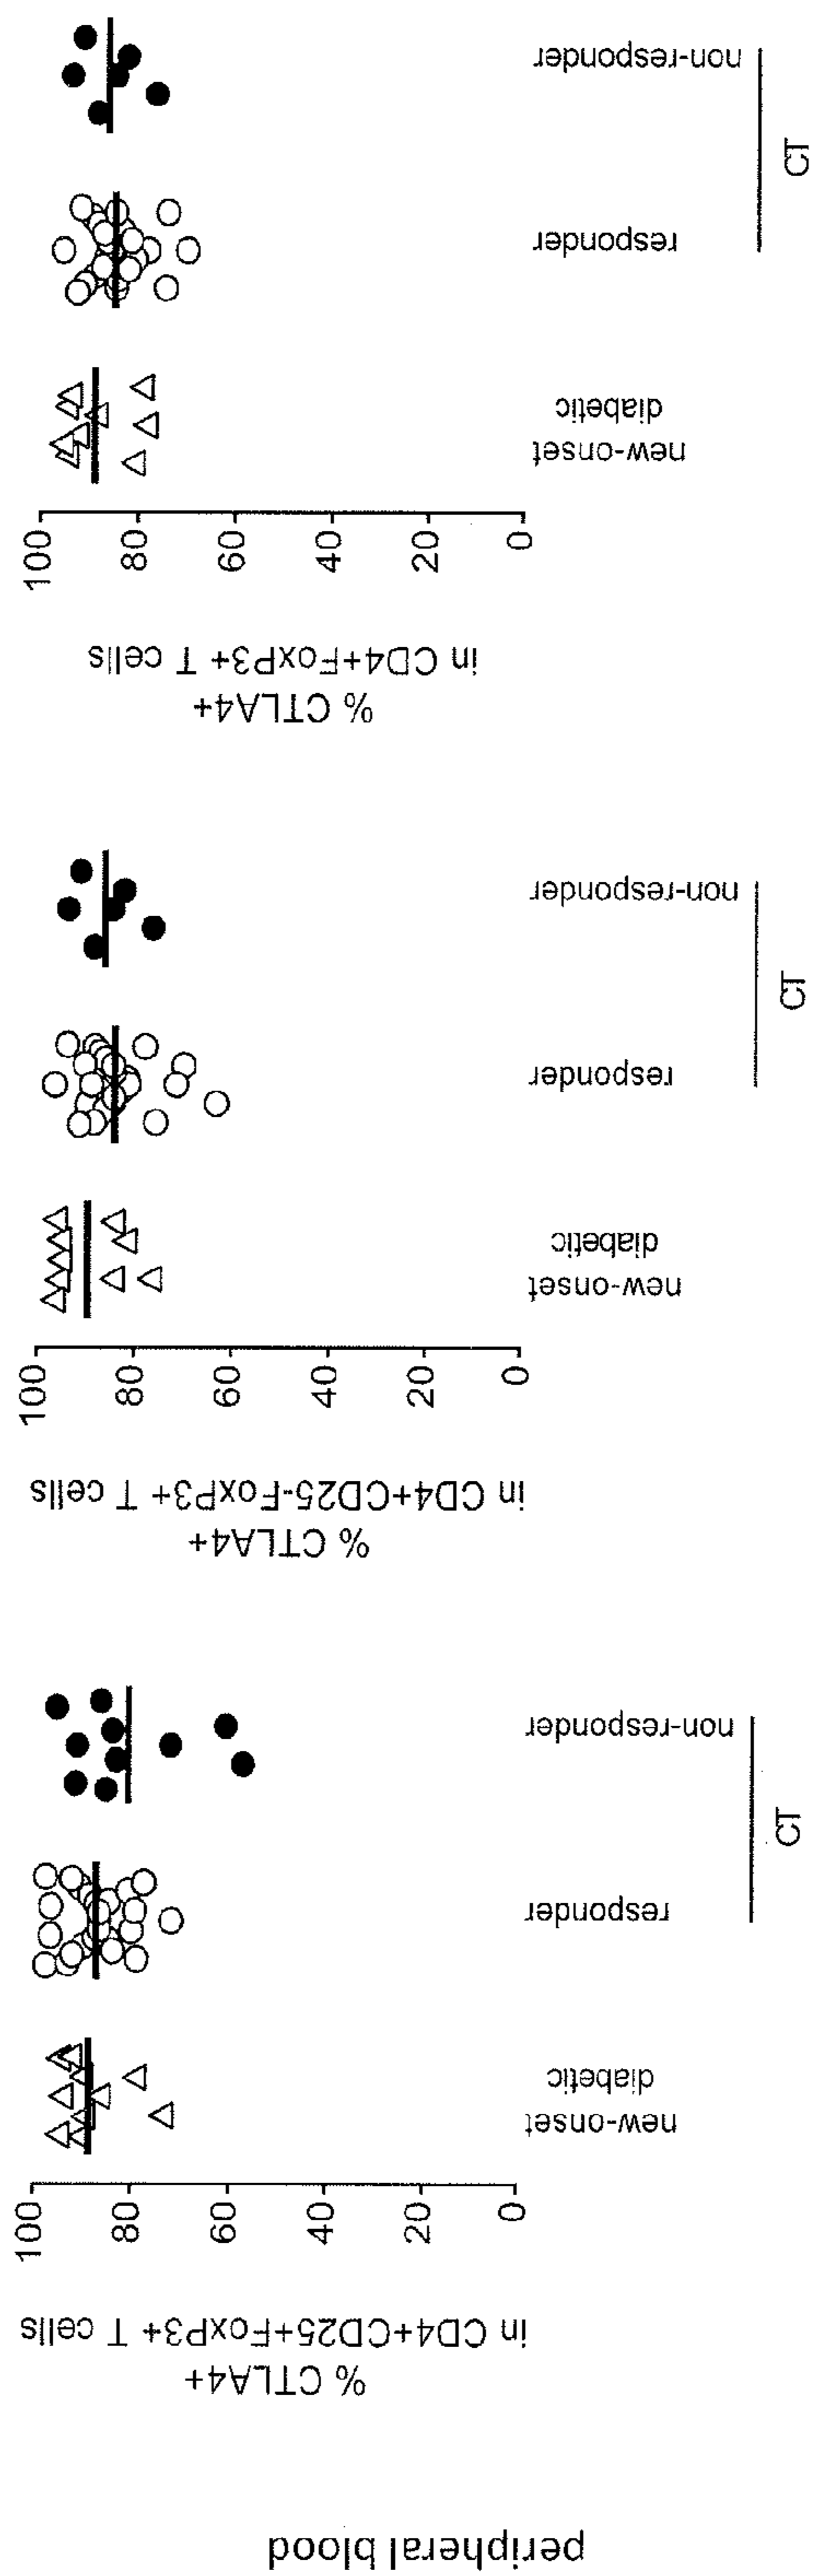 peripheral blood
% CTLA4+
in CD4+CD25+FoxP3+ T cells
100
80
60
40
20
0
new-onset
diabetic
responder
non-responder
CT
% CTLA4+
in CD4+CD25-FoxP3+ T cells
100
80
60
40
20
0
new-onset
diabetic
responder
non-responder
CT
% CTLA4+
in CD4+FoxP3+ T cells
100
80
60
40
20
0
new-onset
diabetic
responder
non-responder
CT